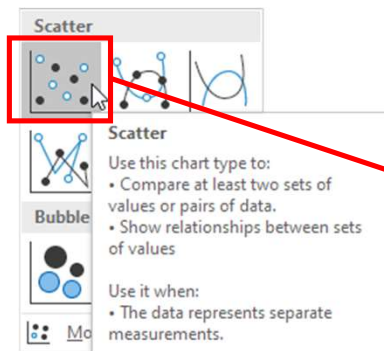 Scatter
Scatter
Use this chart type to:
• Compare at least two sets of
values or pairs of data.
• Show relationships between sets
of values
Bubble
Use it when:
• The data represents separate
measurements.
Mo